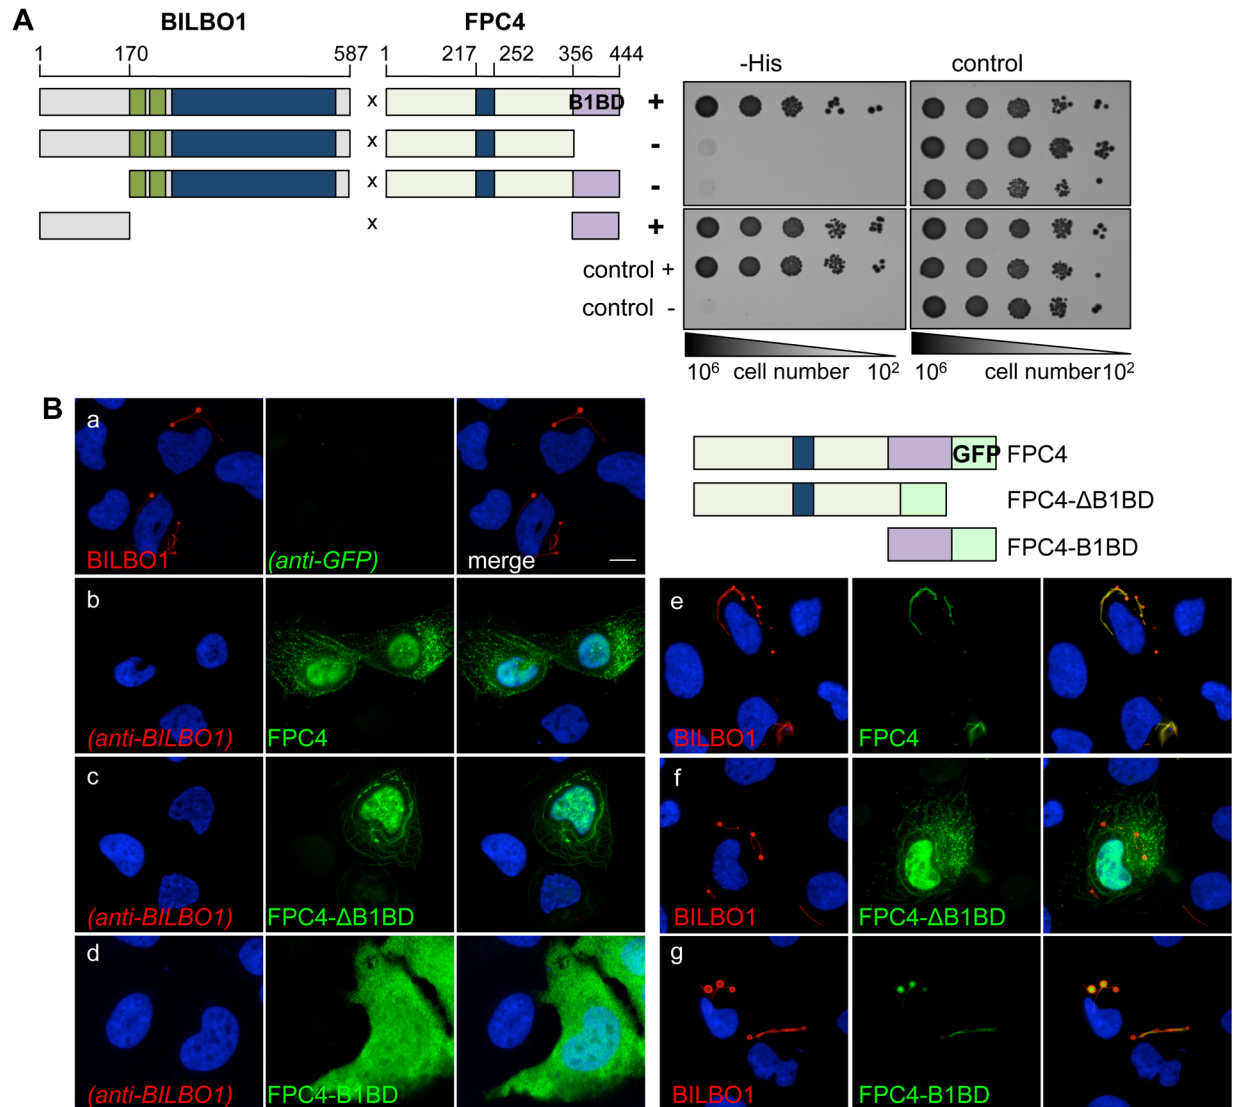 A
BILBO1 FPC4
1 170 587 1 217 252 356 444
-His control
x B1BD +
x -
x -
x +
control +
control -
10⁶ cell number 10² 10⁶ cell number 10²
B
a
BILBO1 (anti-GFP) merge
GFP FPC4
FPC4-ΔB1BD
FPC4-B1BD
b
(anti-BILBO1) FPC4
e
BILBO1 FPC4
c
(anti-BILBO1) FPC4-ΔB1BD
f
BILBO1 FPC4-ΔB1BD
d
(anti-BILBO1) FPC4-B1BD
g
BILBO1 FPC4-B1BD